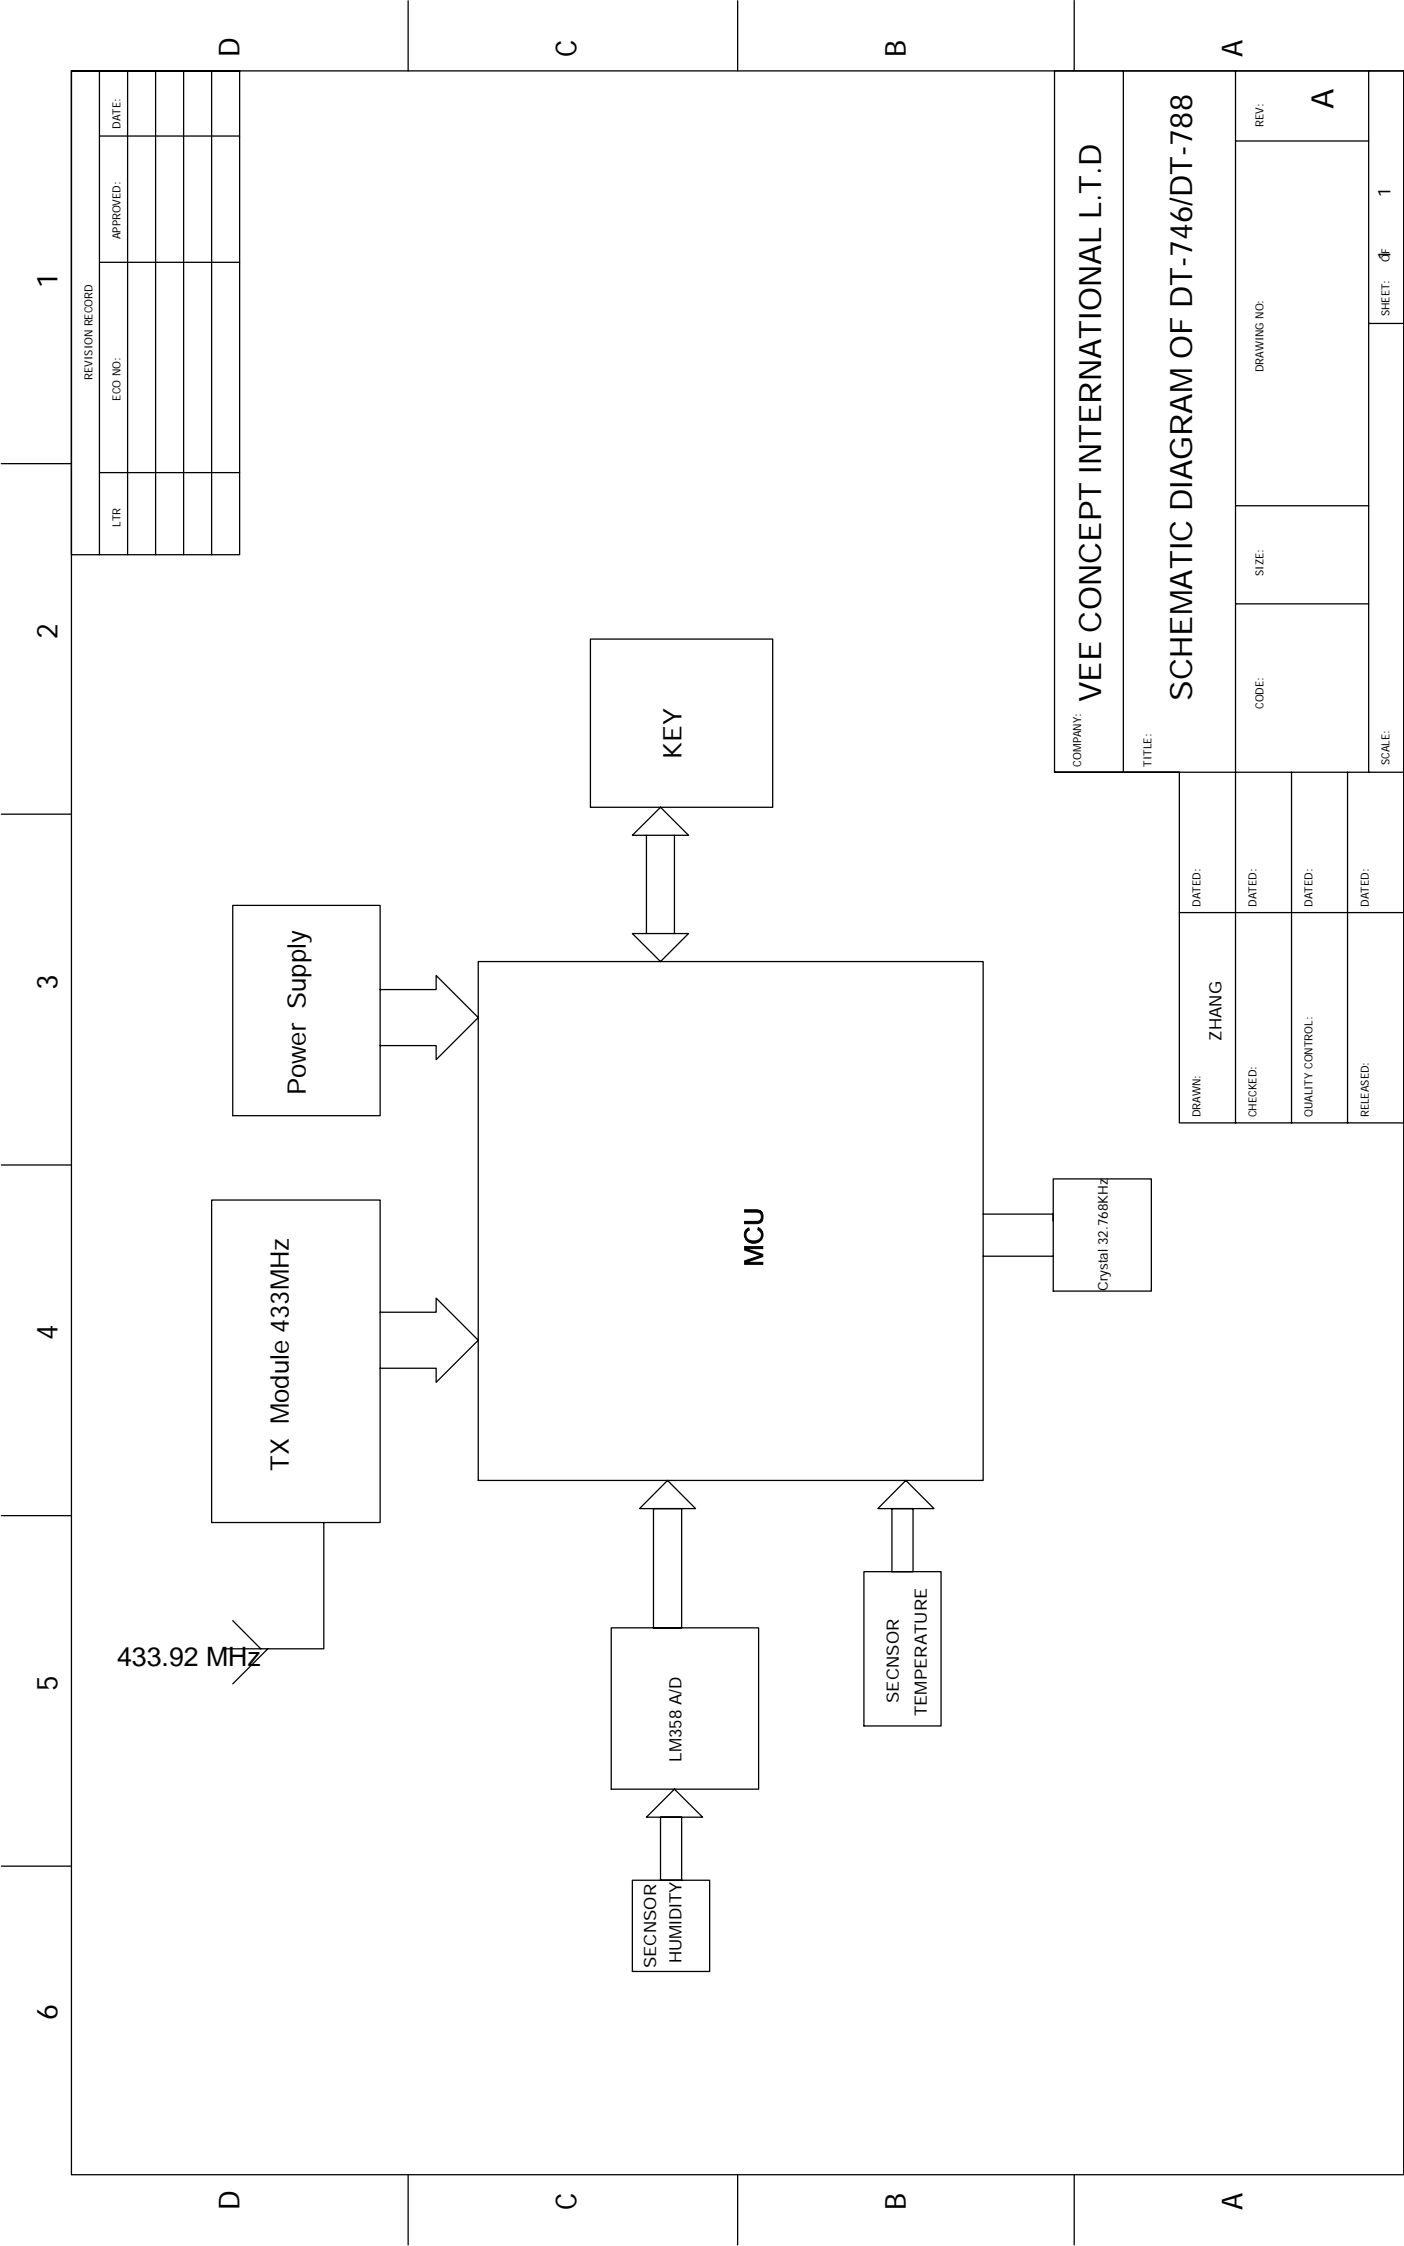 6
5
4
3
2
1
D
C
B
A
D
C
B
A
REVISION RECORD
LTR
ECO NO:
APPROVED:
DATE:
433.92 MHz
TX Module 433MHz
Power Supply
SECNSOR
HUMIDITY
LM358 A/D
SECNSOR
TEMPERATURE
MCU
KEY
Crystal 32.768KHz
COMPANY:
VEE CONCEPT INTERNATIONAL L.T.D
TITLE:
SCHEMATIC DIAGRAM OF DT-746/DT-788
DRAWN:
ZHANG
DATED:
CHECKED:
DATED:
QUALITY CONTROL:
DATED:
RELEASED:
DATED:
CODE:
SIZE:
DRAWING NO:
REV:
A
SCALE:
SHEET:
1